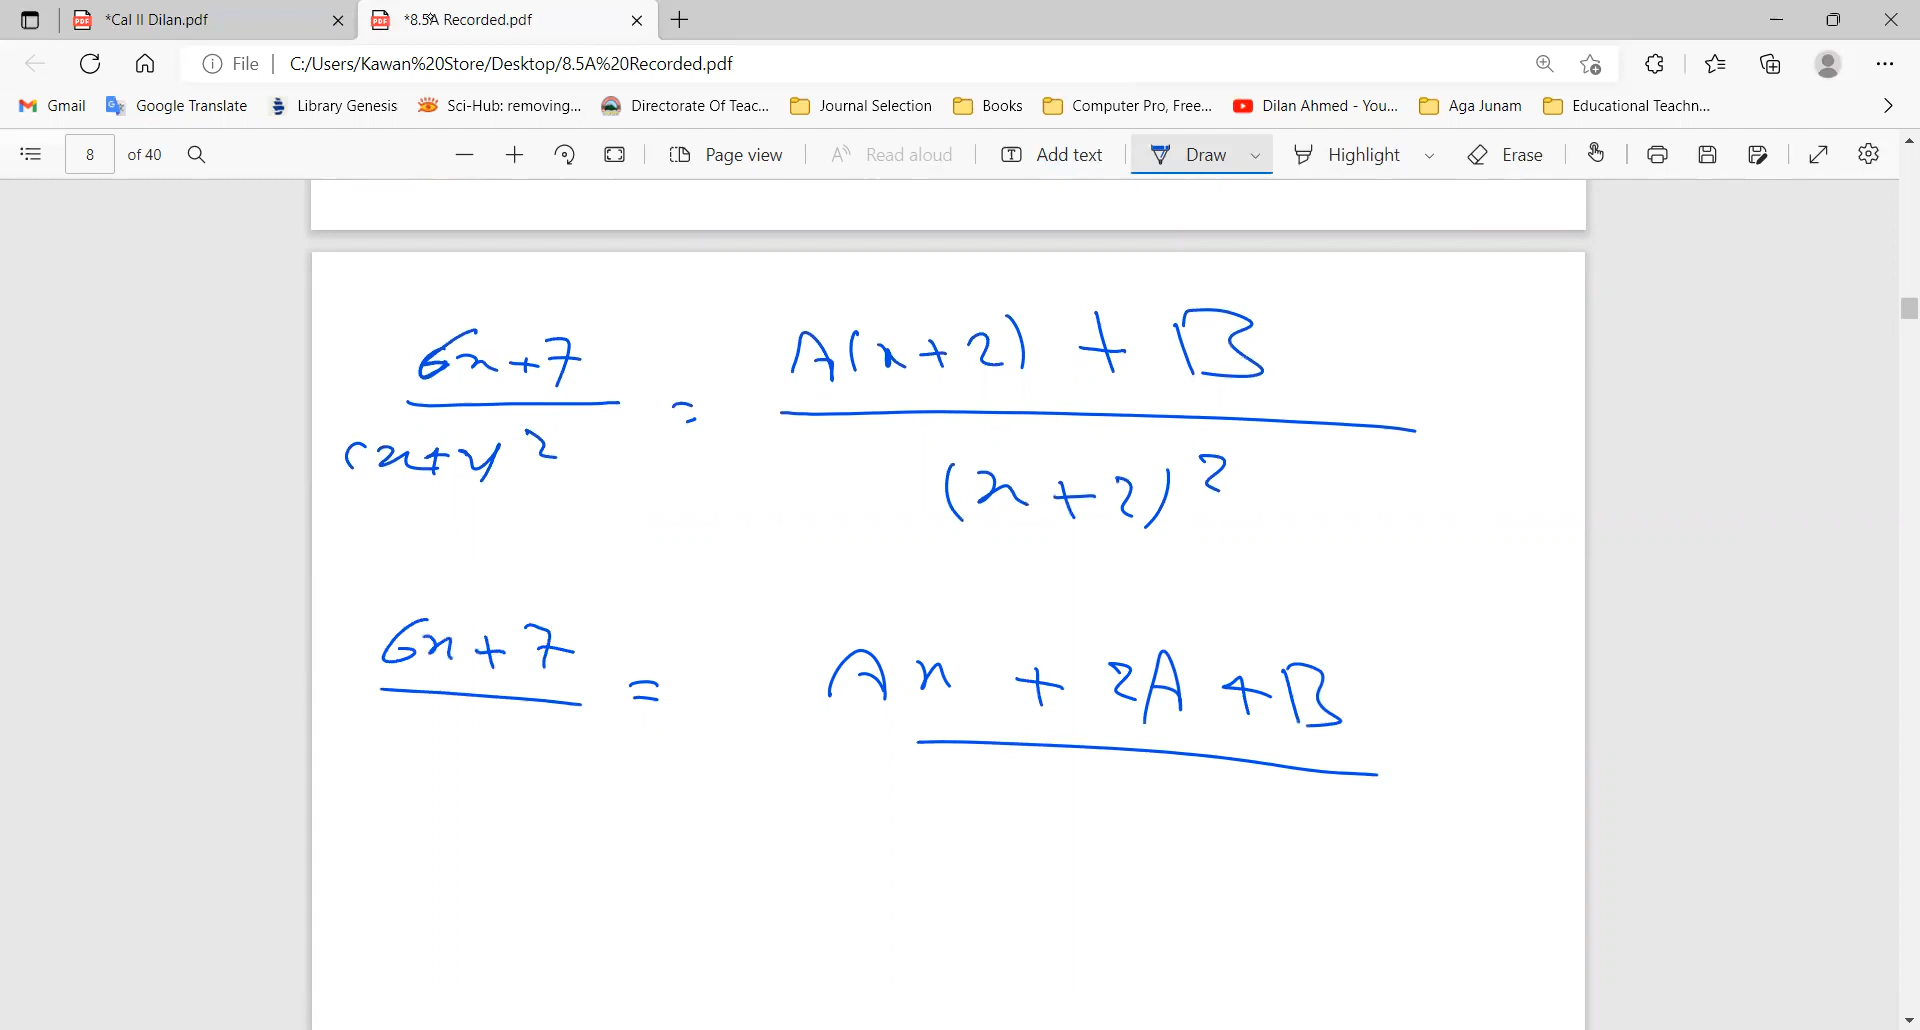 *Cal II Dilan.pdf
*8.5A Recorded.pdf
File | C:/Users/Kawan%20Store/Desktop/8.5A%20Recorded.pdf
Gmail Google Translate Library Genesis Sci-Hub: removing... Directorate Of Teac... Journal Selection Books Computer Pro, Free... Dilan Ahmed - You... Aga Junam Educational Teachn...
8 of 40 Page view Read aloud Add text Draw Highlight Erase
6x+7 = A(x+2) + B
(x+2)² (x+2)²
6x+7 = Ax + 2A + B